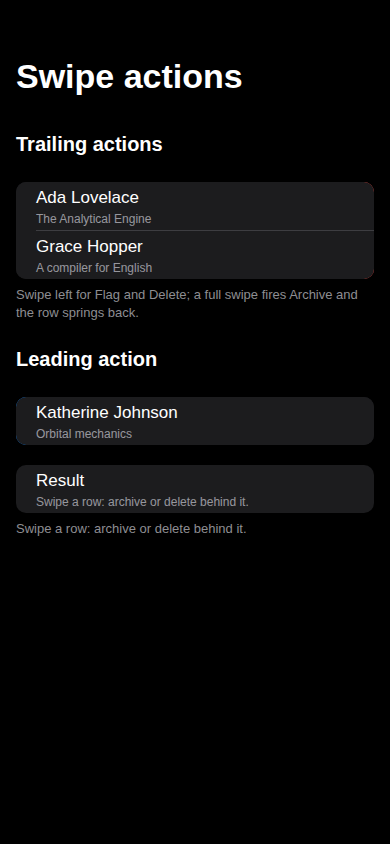 Swipe actions
Trailing actions
Ada Lovelace
The Analytical Engine
Grace Hopper
A compiler for English
Swipe left for Flag and Delete; a full swipe fires Archive and
the row springs back.
Leading action
Katherine Johnson
Orbital mechanics
Result
Swipe a row: archive or delete behind it.
Swipe a row: archive or delete behind it.